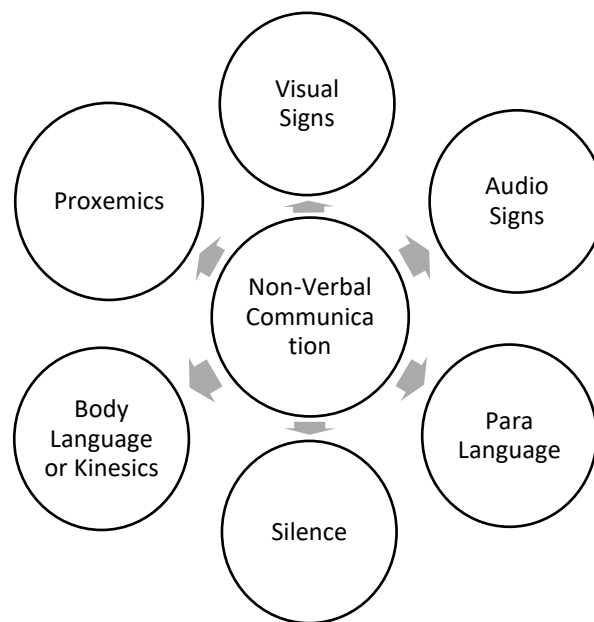 Visual
Signs
Proxemics
Audio
Signs
Non-Verbal
Communica
tion
Body
Language
or Kinesics
Para
Language
Silence